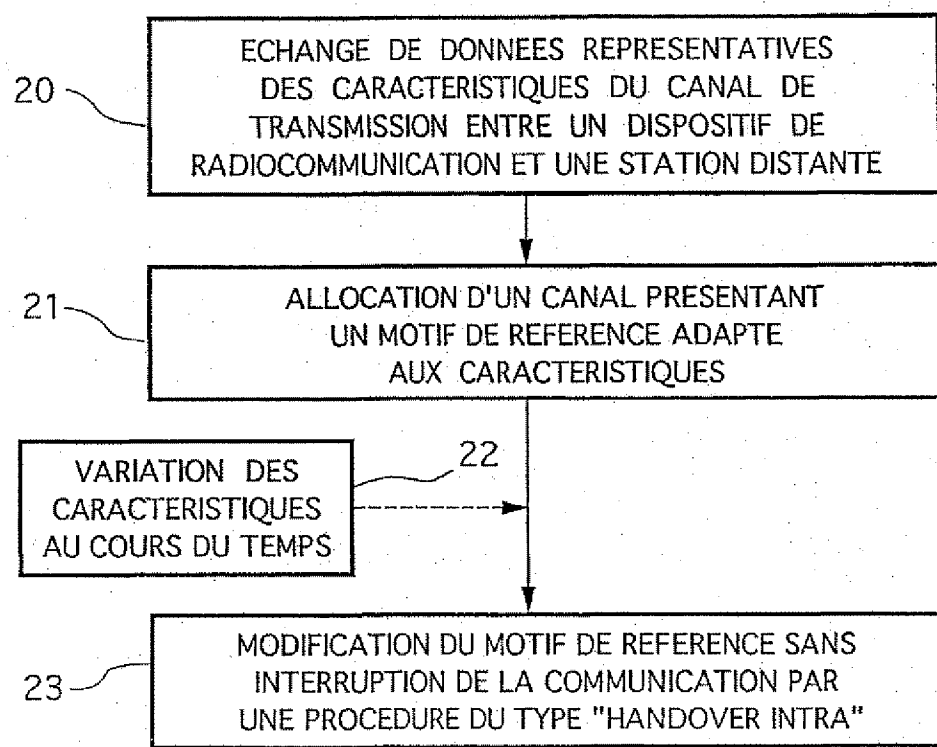 20
ECHANGE DE DONNEES REPRESENTATIVES
DES CARACTERISTIQUES DU CANAL DE
TRANSMISSION ENTRE UN DISPOSITIF DE
RADIOCOMMUNICATION ET UNE STATION DISTANTE
21
ALLOCATION D'UN CANAL PRESENTANT
UN MOTIF DE REFERENCE ADAPTE
AUX CARACTERISTIQUES
22
VARIATION DES
CARACTERISTIQUES
AU COURS DU TEMPS
23
MODIFICATION DU MOTIF DE REFERENCE SANS
INTERRUPTION DE LA COMMUNICATION PAR
UNE PROCEDURE DU TYPE "HANDOVER INTRA"